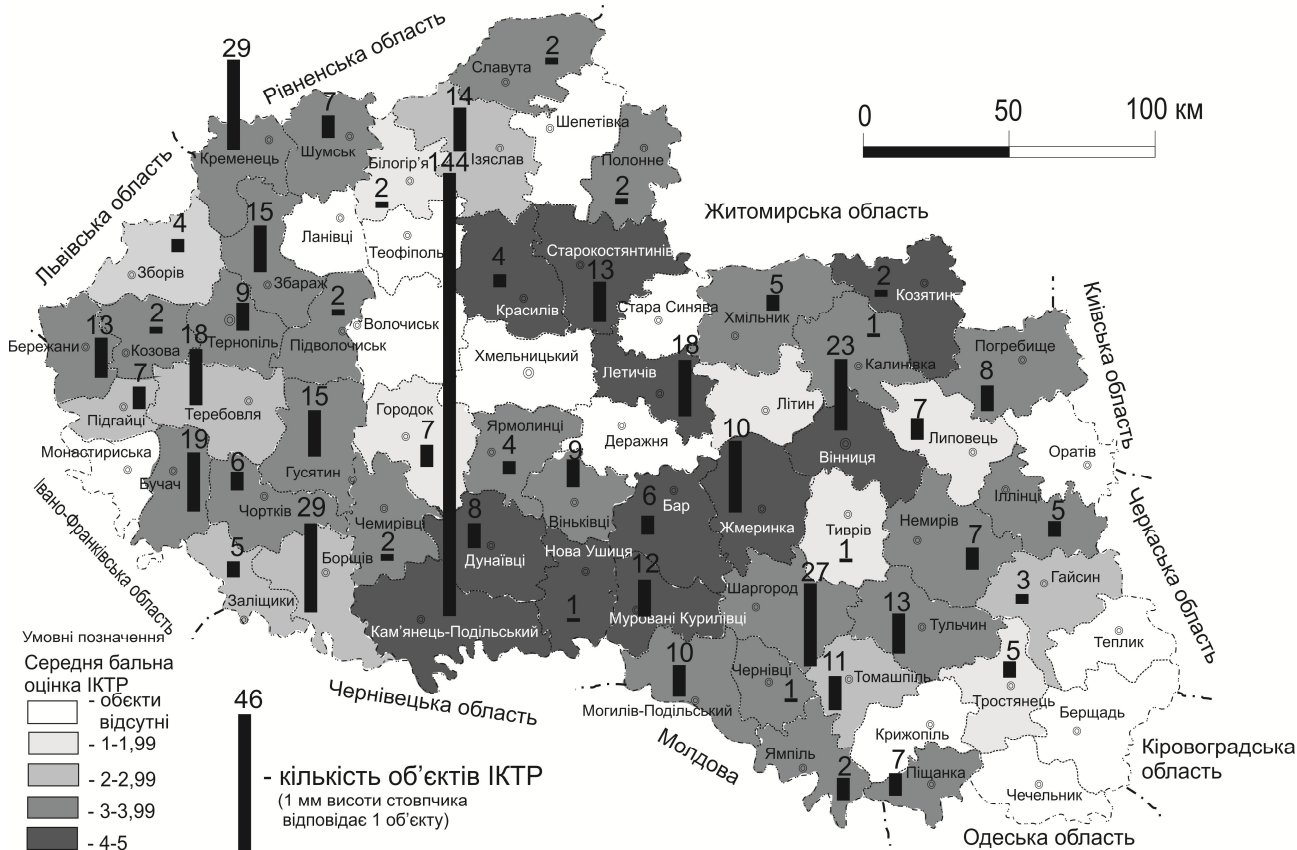 29
Рівненська область
2
Славута
7
14
Шепетівка
0 50 100 км
Кременець
Шумськ
Білогір'я
144
Ізяслав
Полонне
Львівська область
2
2
4
15
Ланівці
Теофіполь
Житомирська область
Зборів
Збараж
4
Старокостянтинів
13
Красилів
5
2
Козятин
Київська область
13
2
9
2
Волочиськ
Стара Синява
Хмільник
1
Бережани
Козова
18
Тернопіль
Підволочиськ
Хмельницький
18
23
Калинівка
Погребище
8
7
Летичів
Підгайці
Теребовля
15
Городок
7
Літин
7
Липовець
Монастириська
19
Ярмолинці
4
Деражня
10
Вінниця
Оратів
Бучач
6
Гусятин
9
Іллінці
Івано-Франківська область
Чортків
29
Чемирівці
2
8
Віньківці
6
Бар
Жмеринка
Тиврів
1
Немирів
7
5
Черкаська область
5
Борщів
Дунаївці
Нова Ушиця
12
27
3
Гайсин
Заліщики
Шаргород
13
Кам'янець-Подільський
1
Муровані Курилівці
Тульчин
Теплик
Умовні позначення
Середня бальна
оцінка ІКТР
- обєкти
відсутні
- 1-1,99
- 2-2,99
- 3-3,99
- 4-5
46
- кількість об'єктів ІКТР
(1 мм висоти стовпчика
відповідає 1 об'єкту)
Чернівецька область
10
Чернівці
1
11
Томашпіль
5
Тростянець
Могилів-Подільський
Берщадь
Молдова
Крижопіль
Кіровоградська
область
Ямпіль
2
7
Піщанка
Чечельник
Одеська область